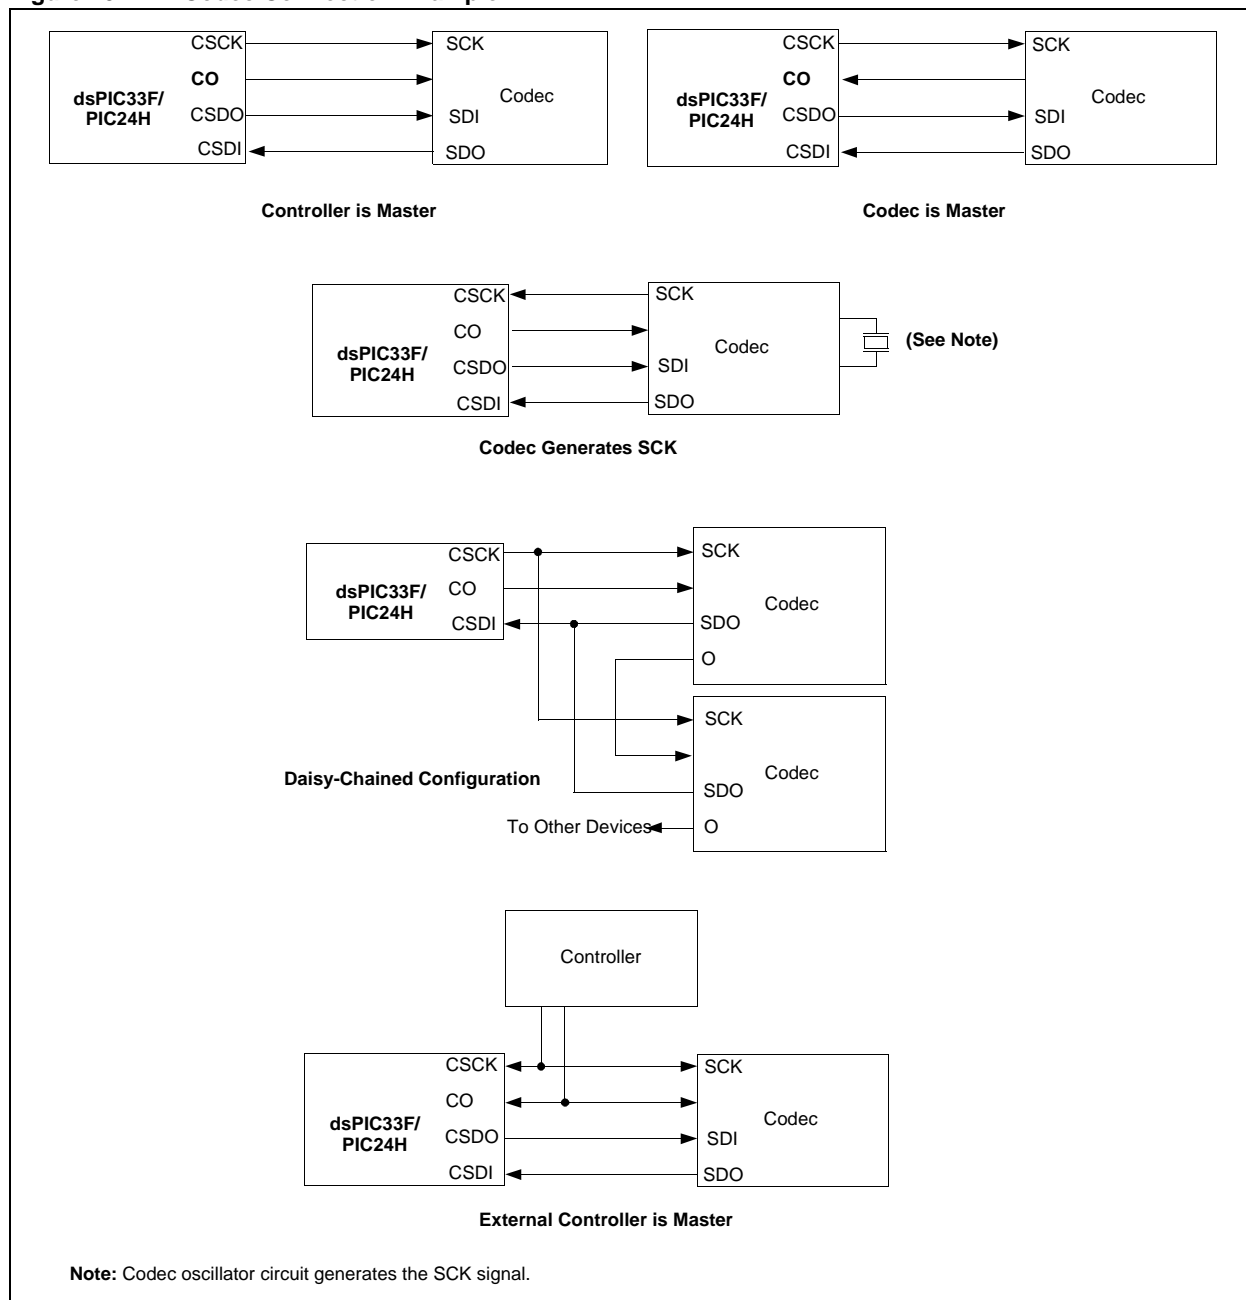 CSCK
CO
CSDO
CSDI
dsPIC33F/
PIC24H
SCK
SDI
SDO
Codec
Controller is Master
CSCK
CO
CSDO
CSDI
dsPIC33F/
PIC24H
SCK
SDI
SDO
Codec
Codec is Master
CSCK
CO
CSDO
CSDI
dsPIC33F/
PIC24H
SCK
SDI
SDO
Codec
(See Note)
Codec Generates SCK
CSCK
CO
CSDI
dsPIC33F/
PIC24H
SCK
SDO
O
Codec
SCK
SDO
O
Codec
Daisy-Chained Configuration
To Other Devices
Controller
CSCK
CO
CSDO
CSDI
dsPIC33F/
PIC24H
SCK
SDI
SDO
Codec
External Controller is Master
Note: Codec oscillator circuit generates the SCK signal.